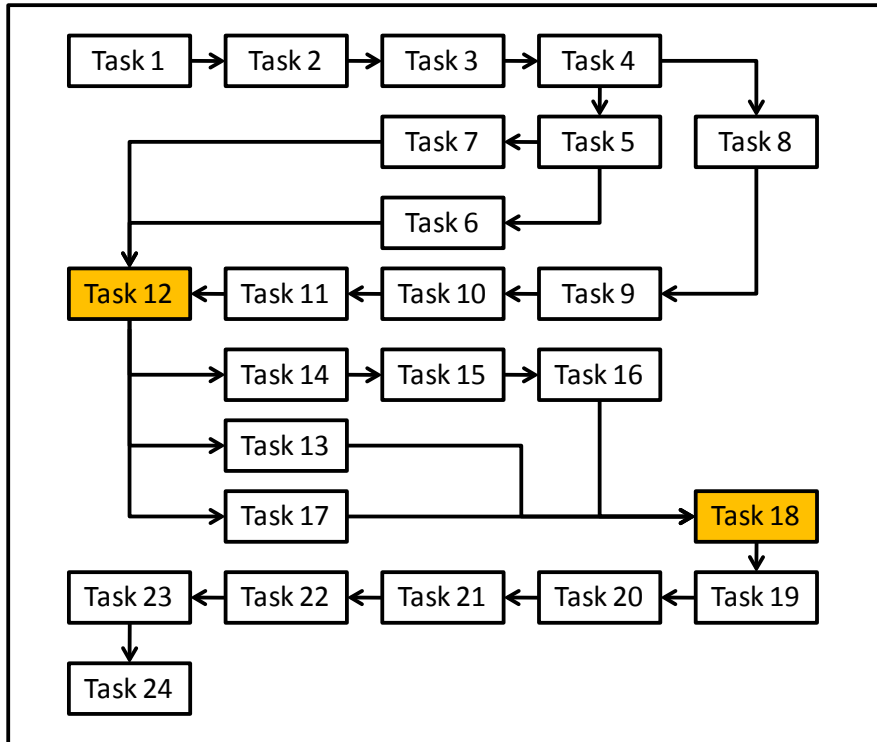 Task 1
Task 2
Task 3
Task 4
Task 7
Task 5
Task 8
Task 6
Task 12
Task 11
Task 10
Task 9
Task 14
Task 15
Task 16
Task 13
Task 17
Task 18
Task 23
Task 22
Task 21
Task 20
Task 19
Task 24